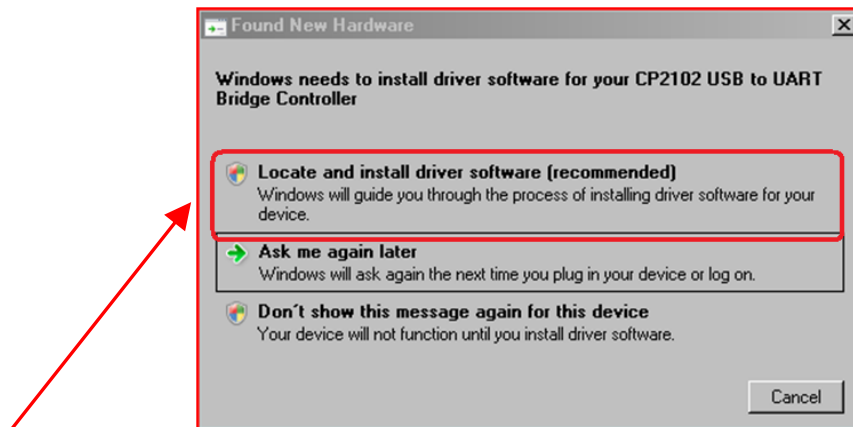 Found New Hardware
Windows needs to install driver software for your CP2102 USB to UART
Bridge Controller
Locate and install driver software (recommended)
Windows will guide you through the process of installing driver software for your
device.
Ask me again later
Windows will ask again the next time you plug in your device or log on.
Don´t show this message again for this device
Your device will not function until you install driver software.
Cancel